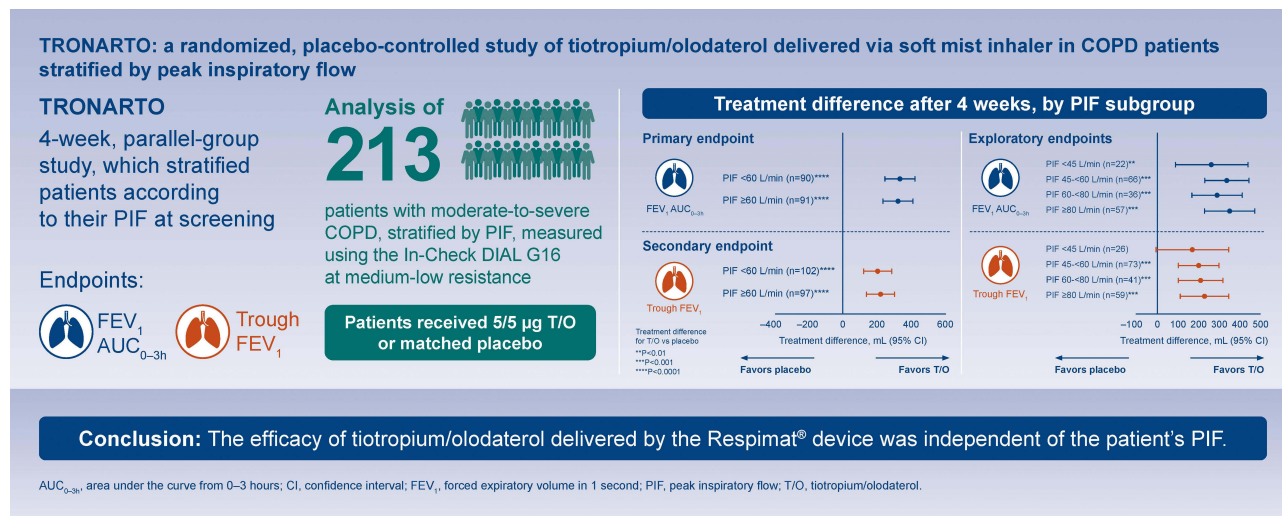 TRONARTO: a randomized, placebo-controlled study of tiotropium/olodaterol delivered via soft mist inhaler in COPD patients
stratified by peak inspiratory flow
TRONARTO
4-week, parallel-group
study, which stratified
patients according
to their PIF at screening
Endpoints:
FEV1
AUC0–3h
Trough
FEV1
Analysis of
213
patients with moderate-to-severe
COPD, stratified by PIF, measured
using the In-Check DIAL G16
at medium-low resistance
Patients received 5/5 µg T/O
or matched placebo
Treatment difference after 4 weeks, by PIF subgroup
Primary endpoint
FEV1 AUC0–3h
PIF <60 L/min (n=90)****
PIF ≥60 L/min (n=91)****
Secondary endpoint
Trough FEV1
PIF <60 L/min (n=102)****
PIF ≥60 L/min (n=97)****
Treatment difference
for T/O vs placebo
**P<0.01
***P<0.001
****P<0.0001
–400 –200 0 200 400 600
Treatment difference, mL (95% CI)
Favors placebo Favors T/O
Exploratory endpoints
FEV1 AUC0–3h
PIF <45 L/min (n=22)**
PIF 45-<60 L/min (n=66)***
PIF 60-<80 L/min (n=36)***
PIF ≥80 L/min (n=57)***
Trough FEV1
PIF <45 L/min (n=26)
PIF 45-<60 L/min (n=73)***
PIF 60-<80 L/min (n=41)***
PIF ≥80 L/min (n=59)***
–100 0 100 200 300 400 500
Treatment difference, mL (95% CI)
Favors placebo Favors T/O
Conclusion: The efficacy of tiotropium/olodaterol delivered by the Respimat® device was independent of the patient's PIF.
AUC0–3h, area under the curve from 0–3 hours; CI, confidence interval; FEV1, forced expiratory volume in 1 second; PIF, peak inspiratory flow; T/O, tiotropium/olodaterol.